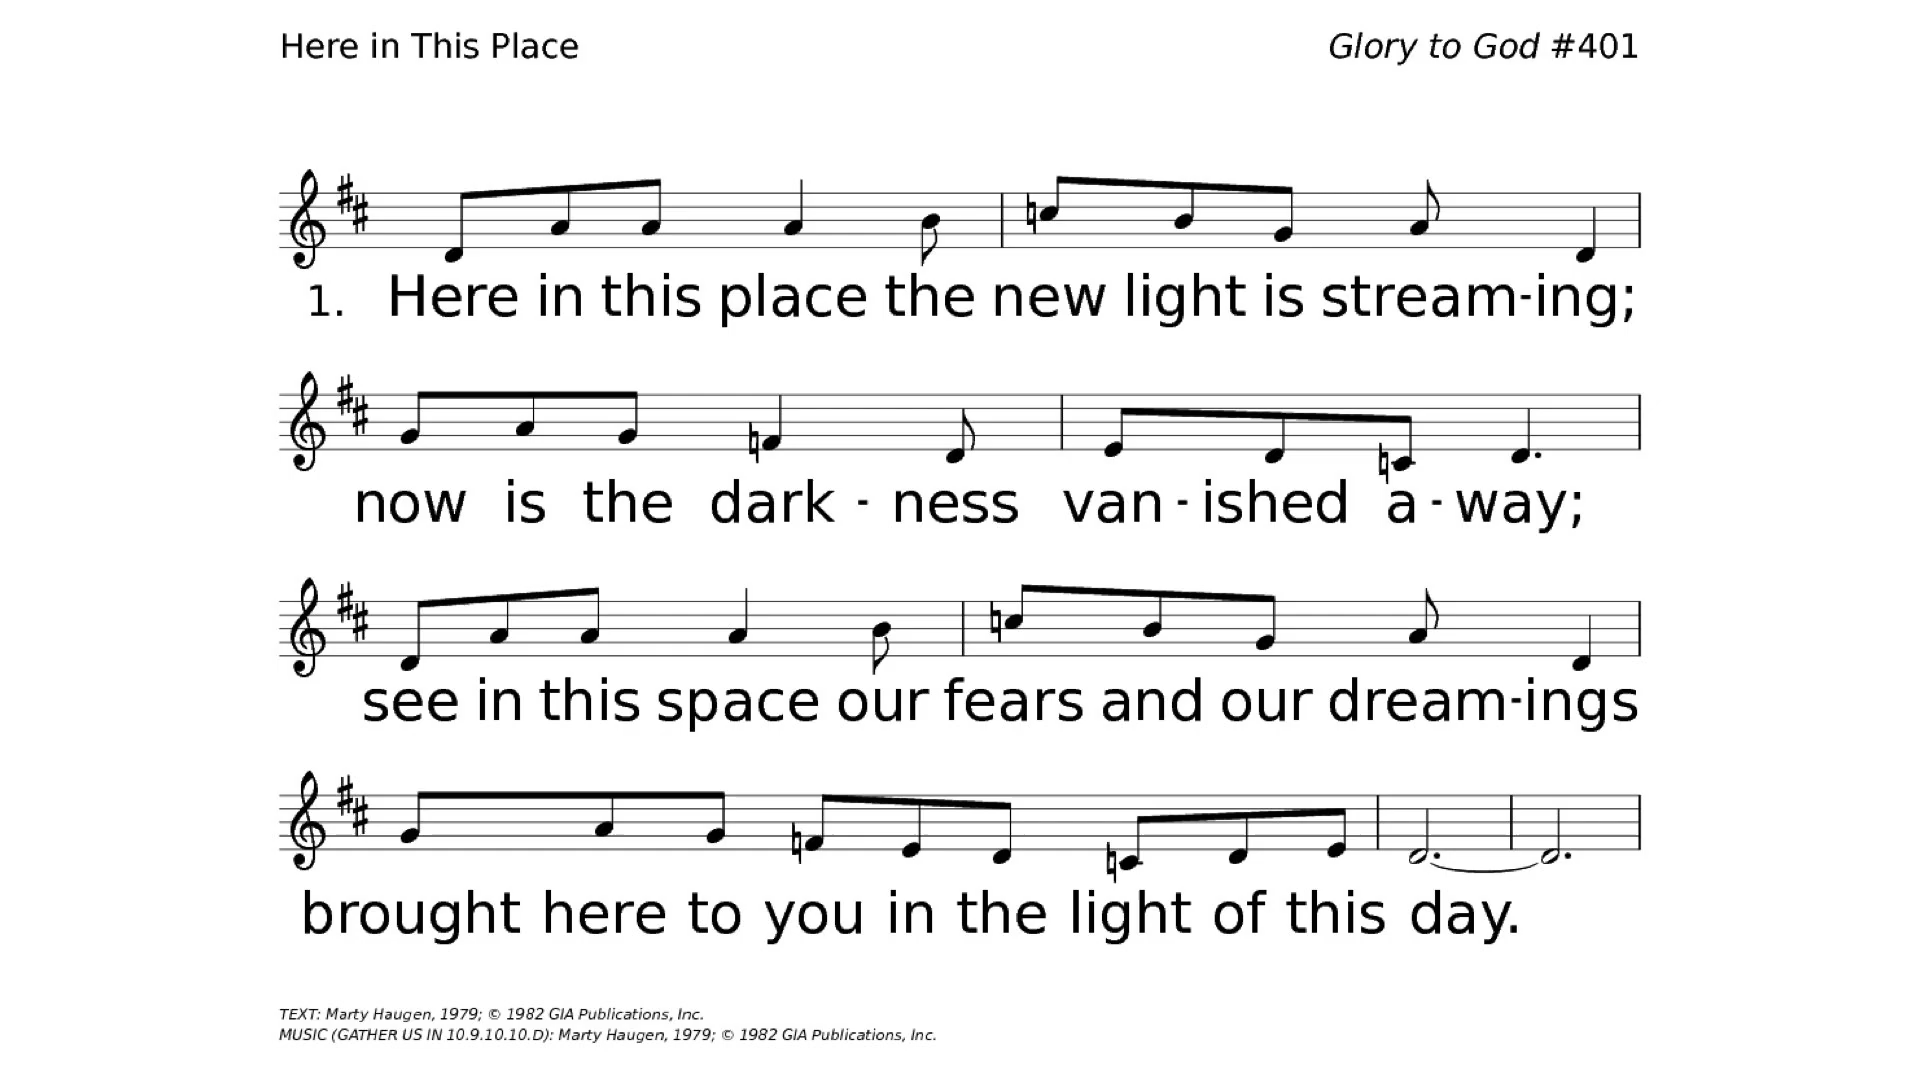 Here in This Place
Glory to God #401
1. Here in this place the new light is stream-ing;
now is the dark - ness van - ished a - way;
see in this space our fears and our dream-ings
brought here to you in the light of this day.
TEXT: Marty Haugen, 1979; © 1982 GIA Publications, Inc.
MUSIC (GATHER US IN 10.9.10.10.D): Marty Haugen, 1979; © 1982 GIA Publications, Inc.